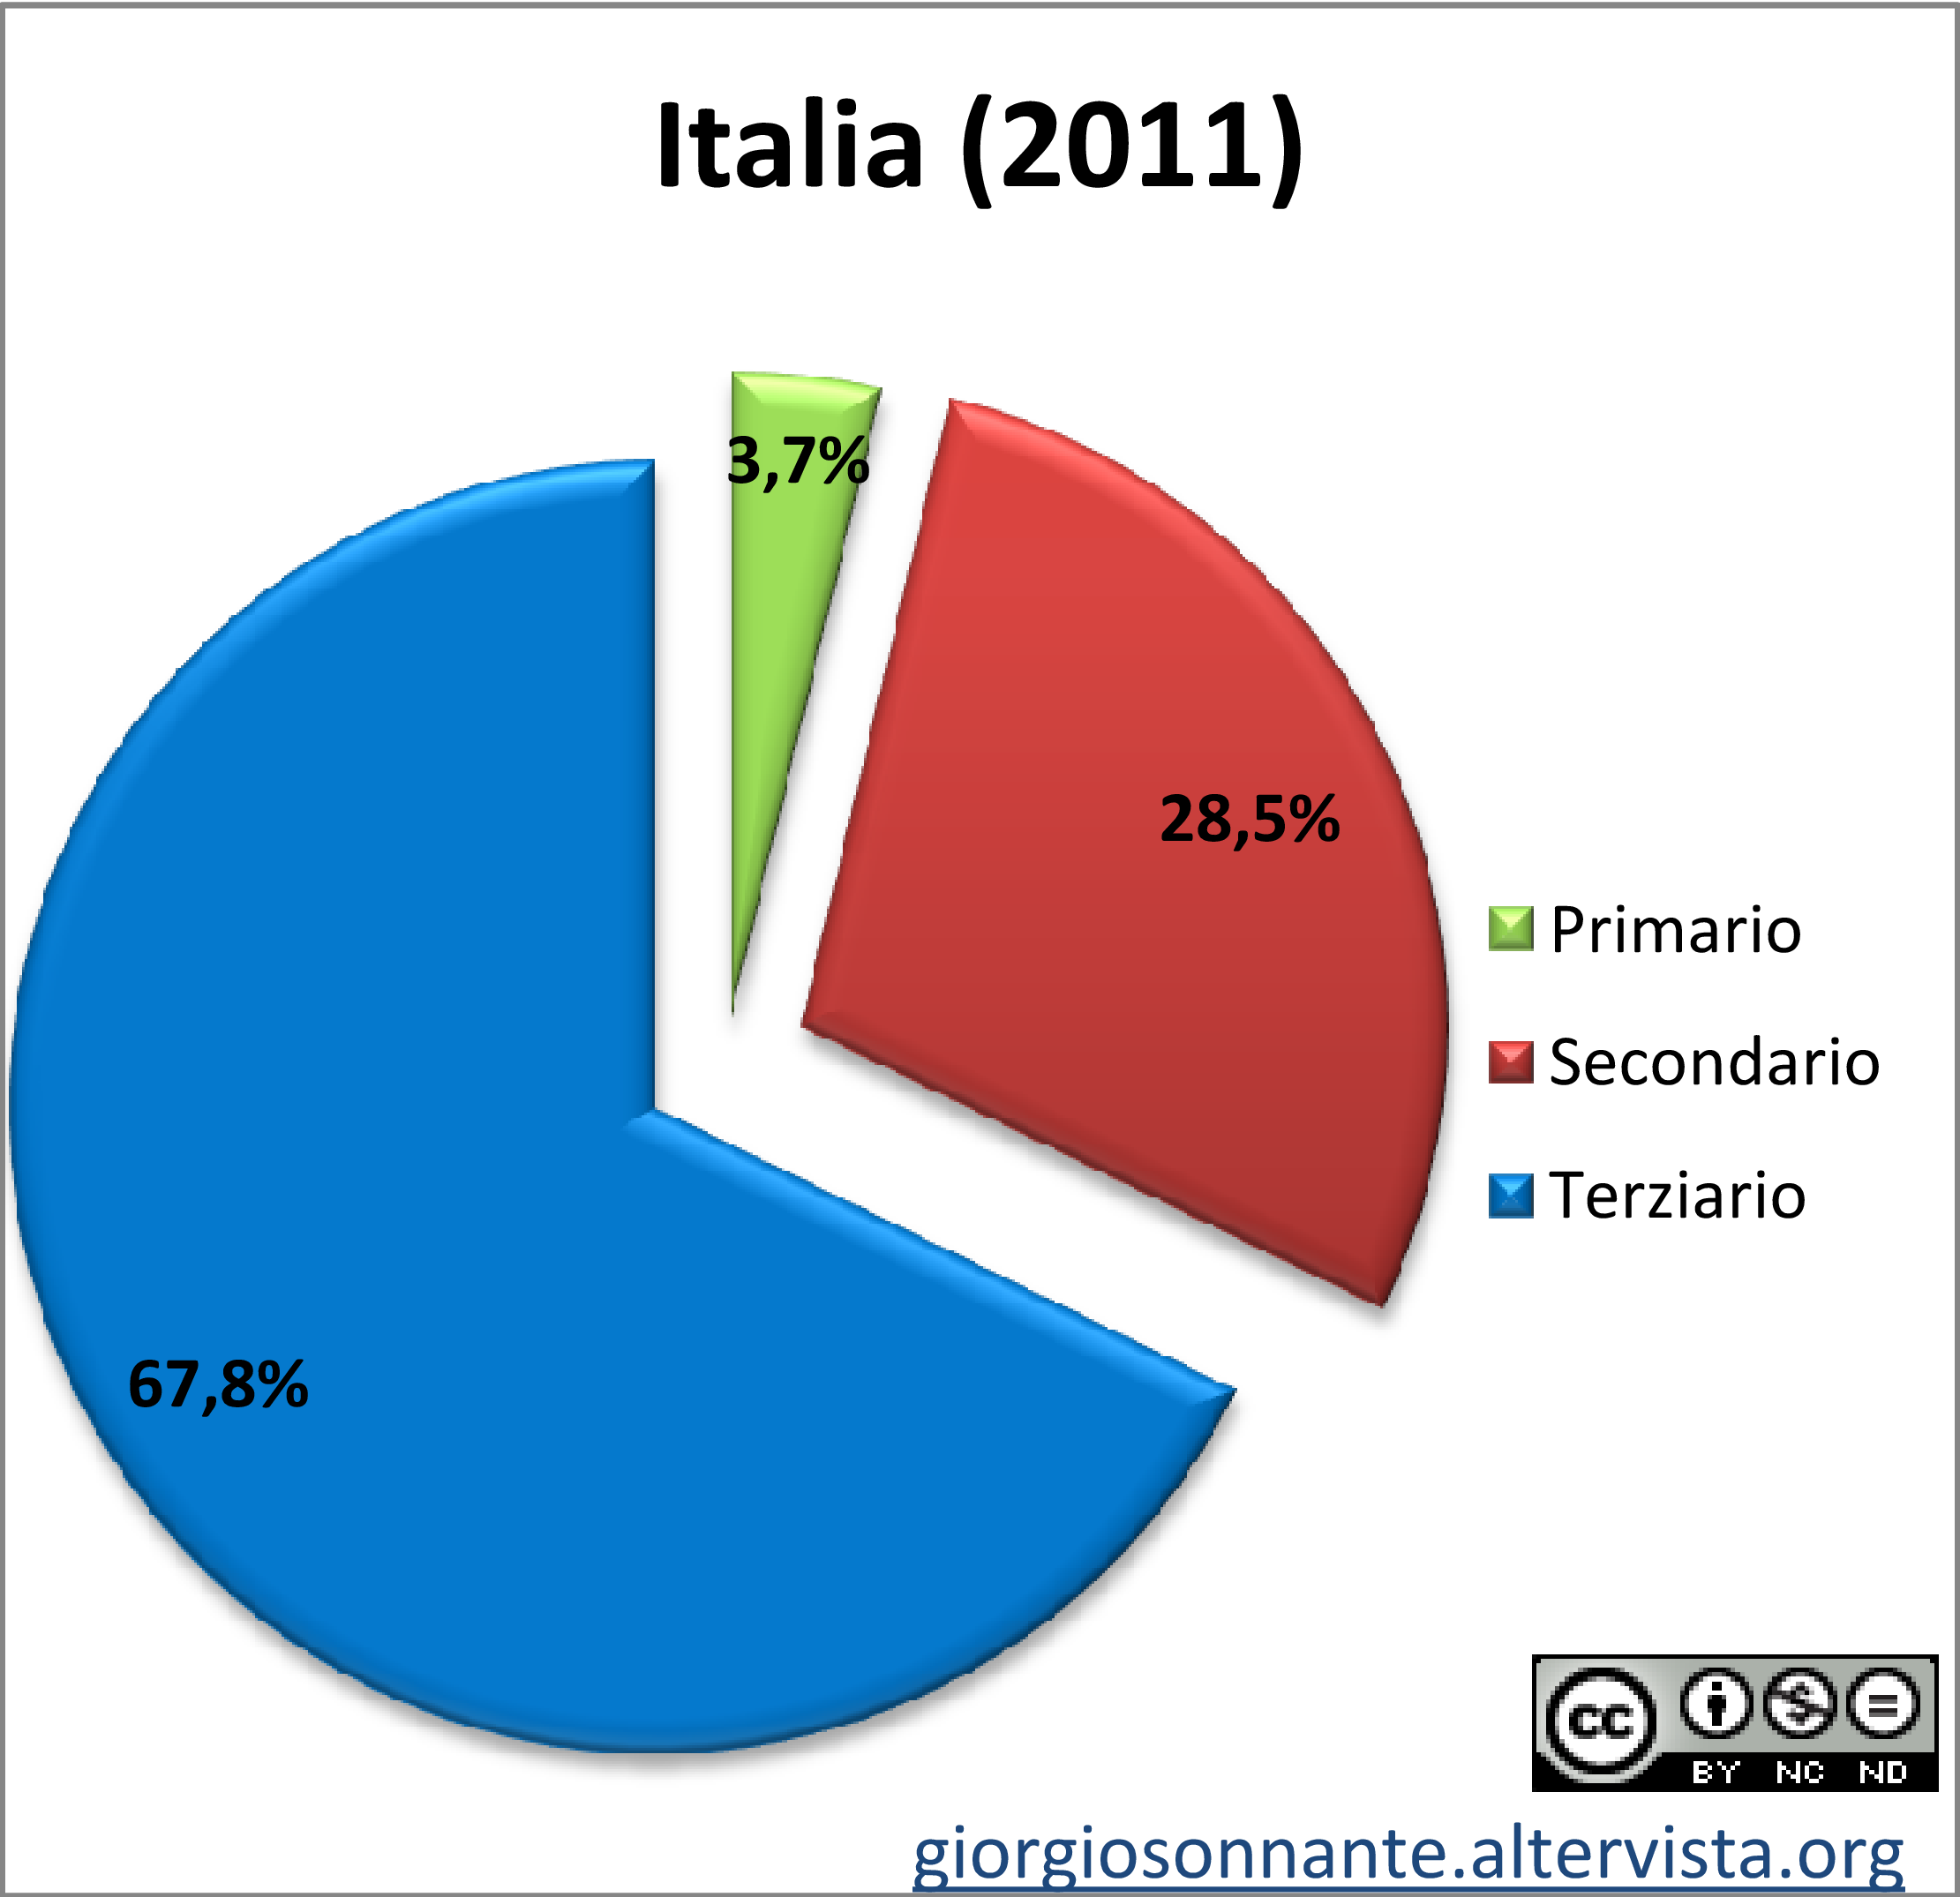 Italia (2011)
3,7%
28,5%
67,8%
Primario
Secondario
Terziario
cc
BY NC ND
giorgiosonnante.altervista.org